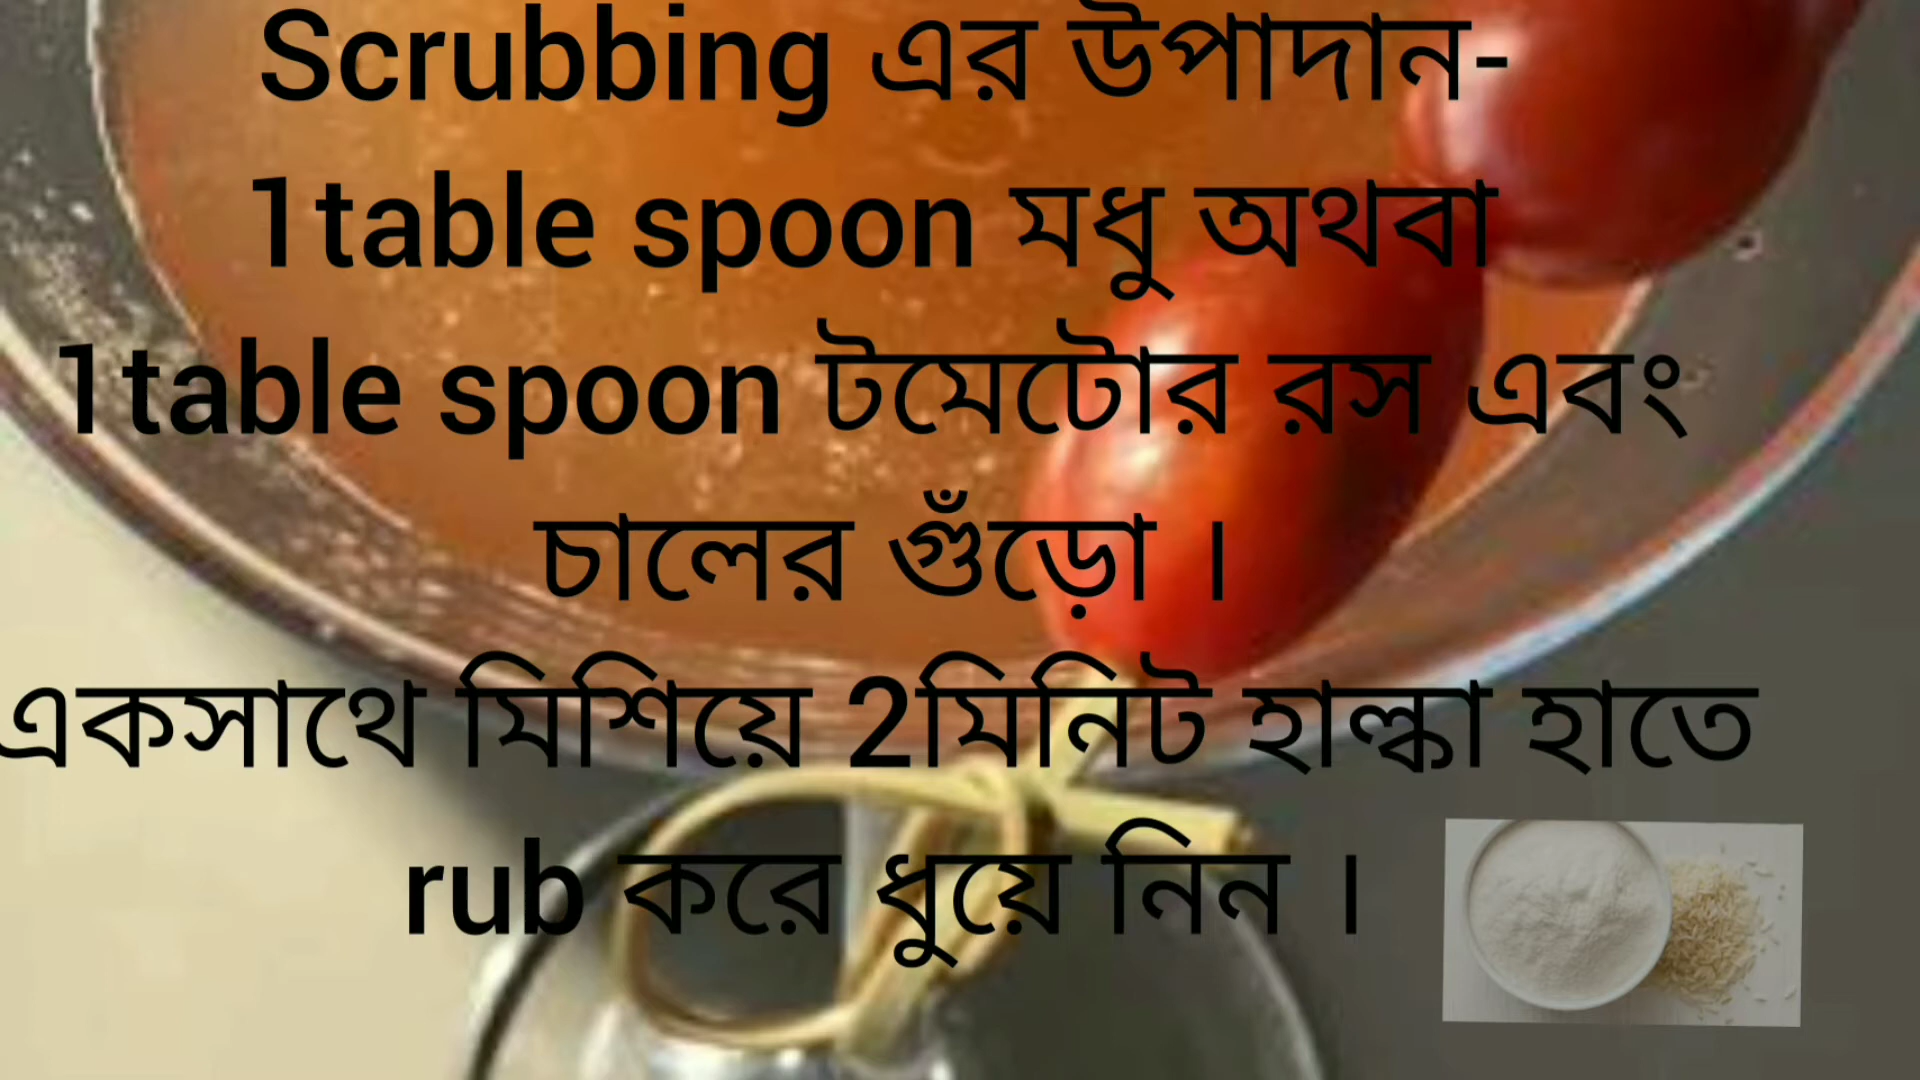 Scrubbing এর উপাদান-
1table spoon মধু অথবা
1table spoon টমেটোর রস এবং
চালের গুঁড়ো ।
একসাথে মিশিয়ে 2মিনিট হাল্কা হাতে
rub করে ধুয়ে নিন ।